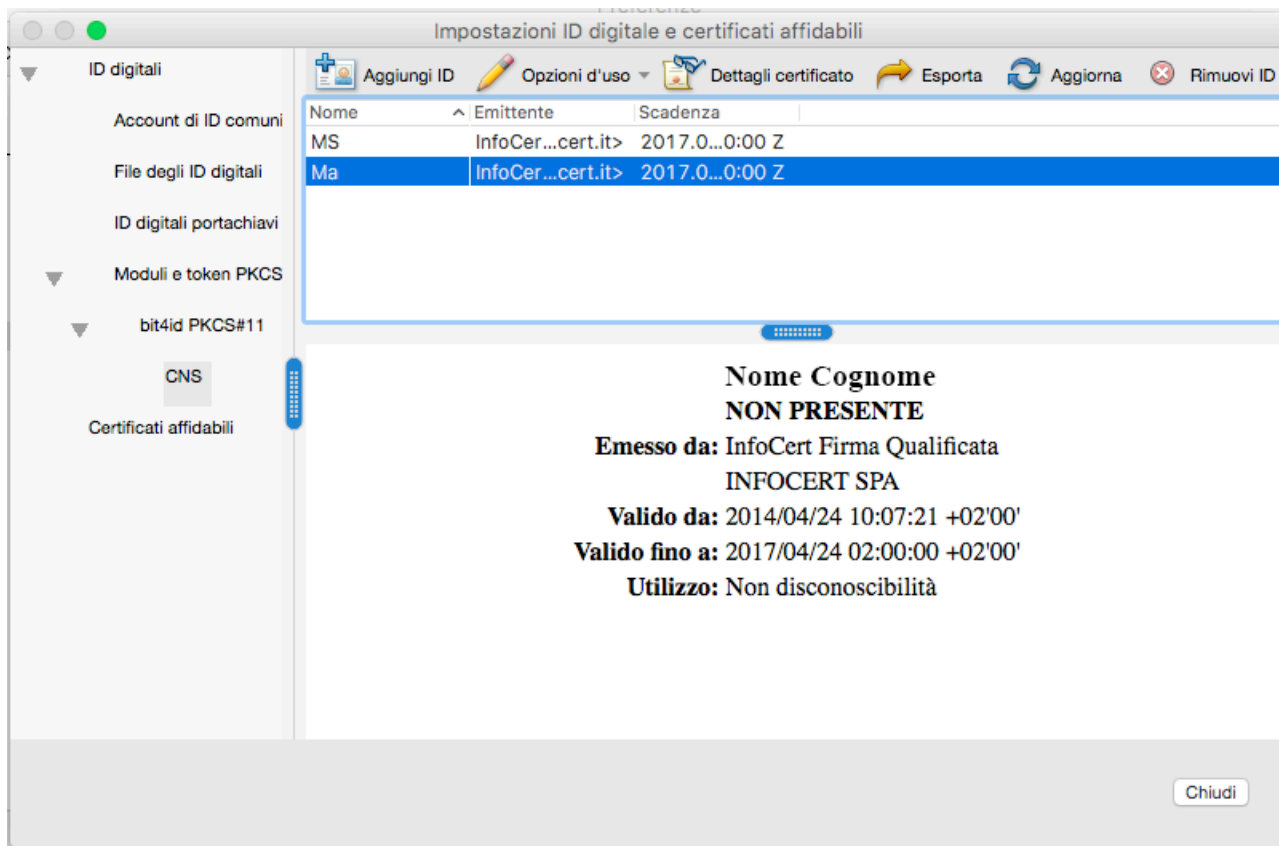 Impostazioni ID digitale e certificati affidabili
ID digitali
Account di ID comuni
File degli ID digitali
ID digitali portachiavi
Moduli e token PKCS
bit4id PKCS#11
CNS
Certificati affidabili
Aggiungi ID Opzioni d'uso Dettagli certificato Esporta Aggiorna Rimuovi ID
Nome Emittente Scadenza
MS InfoCer...cert.it> 2017.0...0:00 Z
Ma InfoCer...cert.it> 2017.0...0:00 Z
Nome Cognome
NON PRESENTE
Emesso da: InfoCert Firma Qualificata
INFOCERT SPA
Valido da: 2014/04/24 10:07:21 +02'00'
Valido fino a: 2017/04/24 02:00:00 +02'00'
Utilizzo: Non disconoscibilità
Chiudi